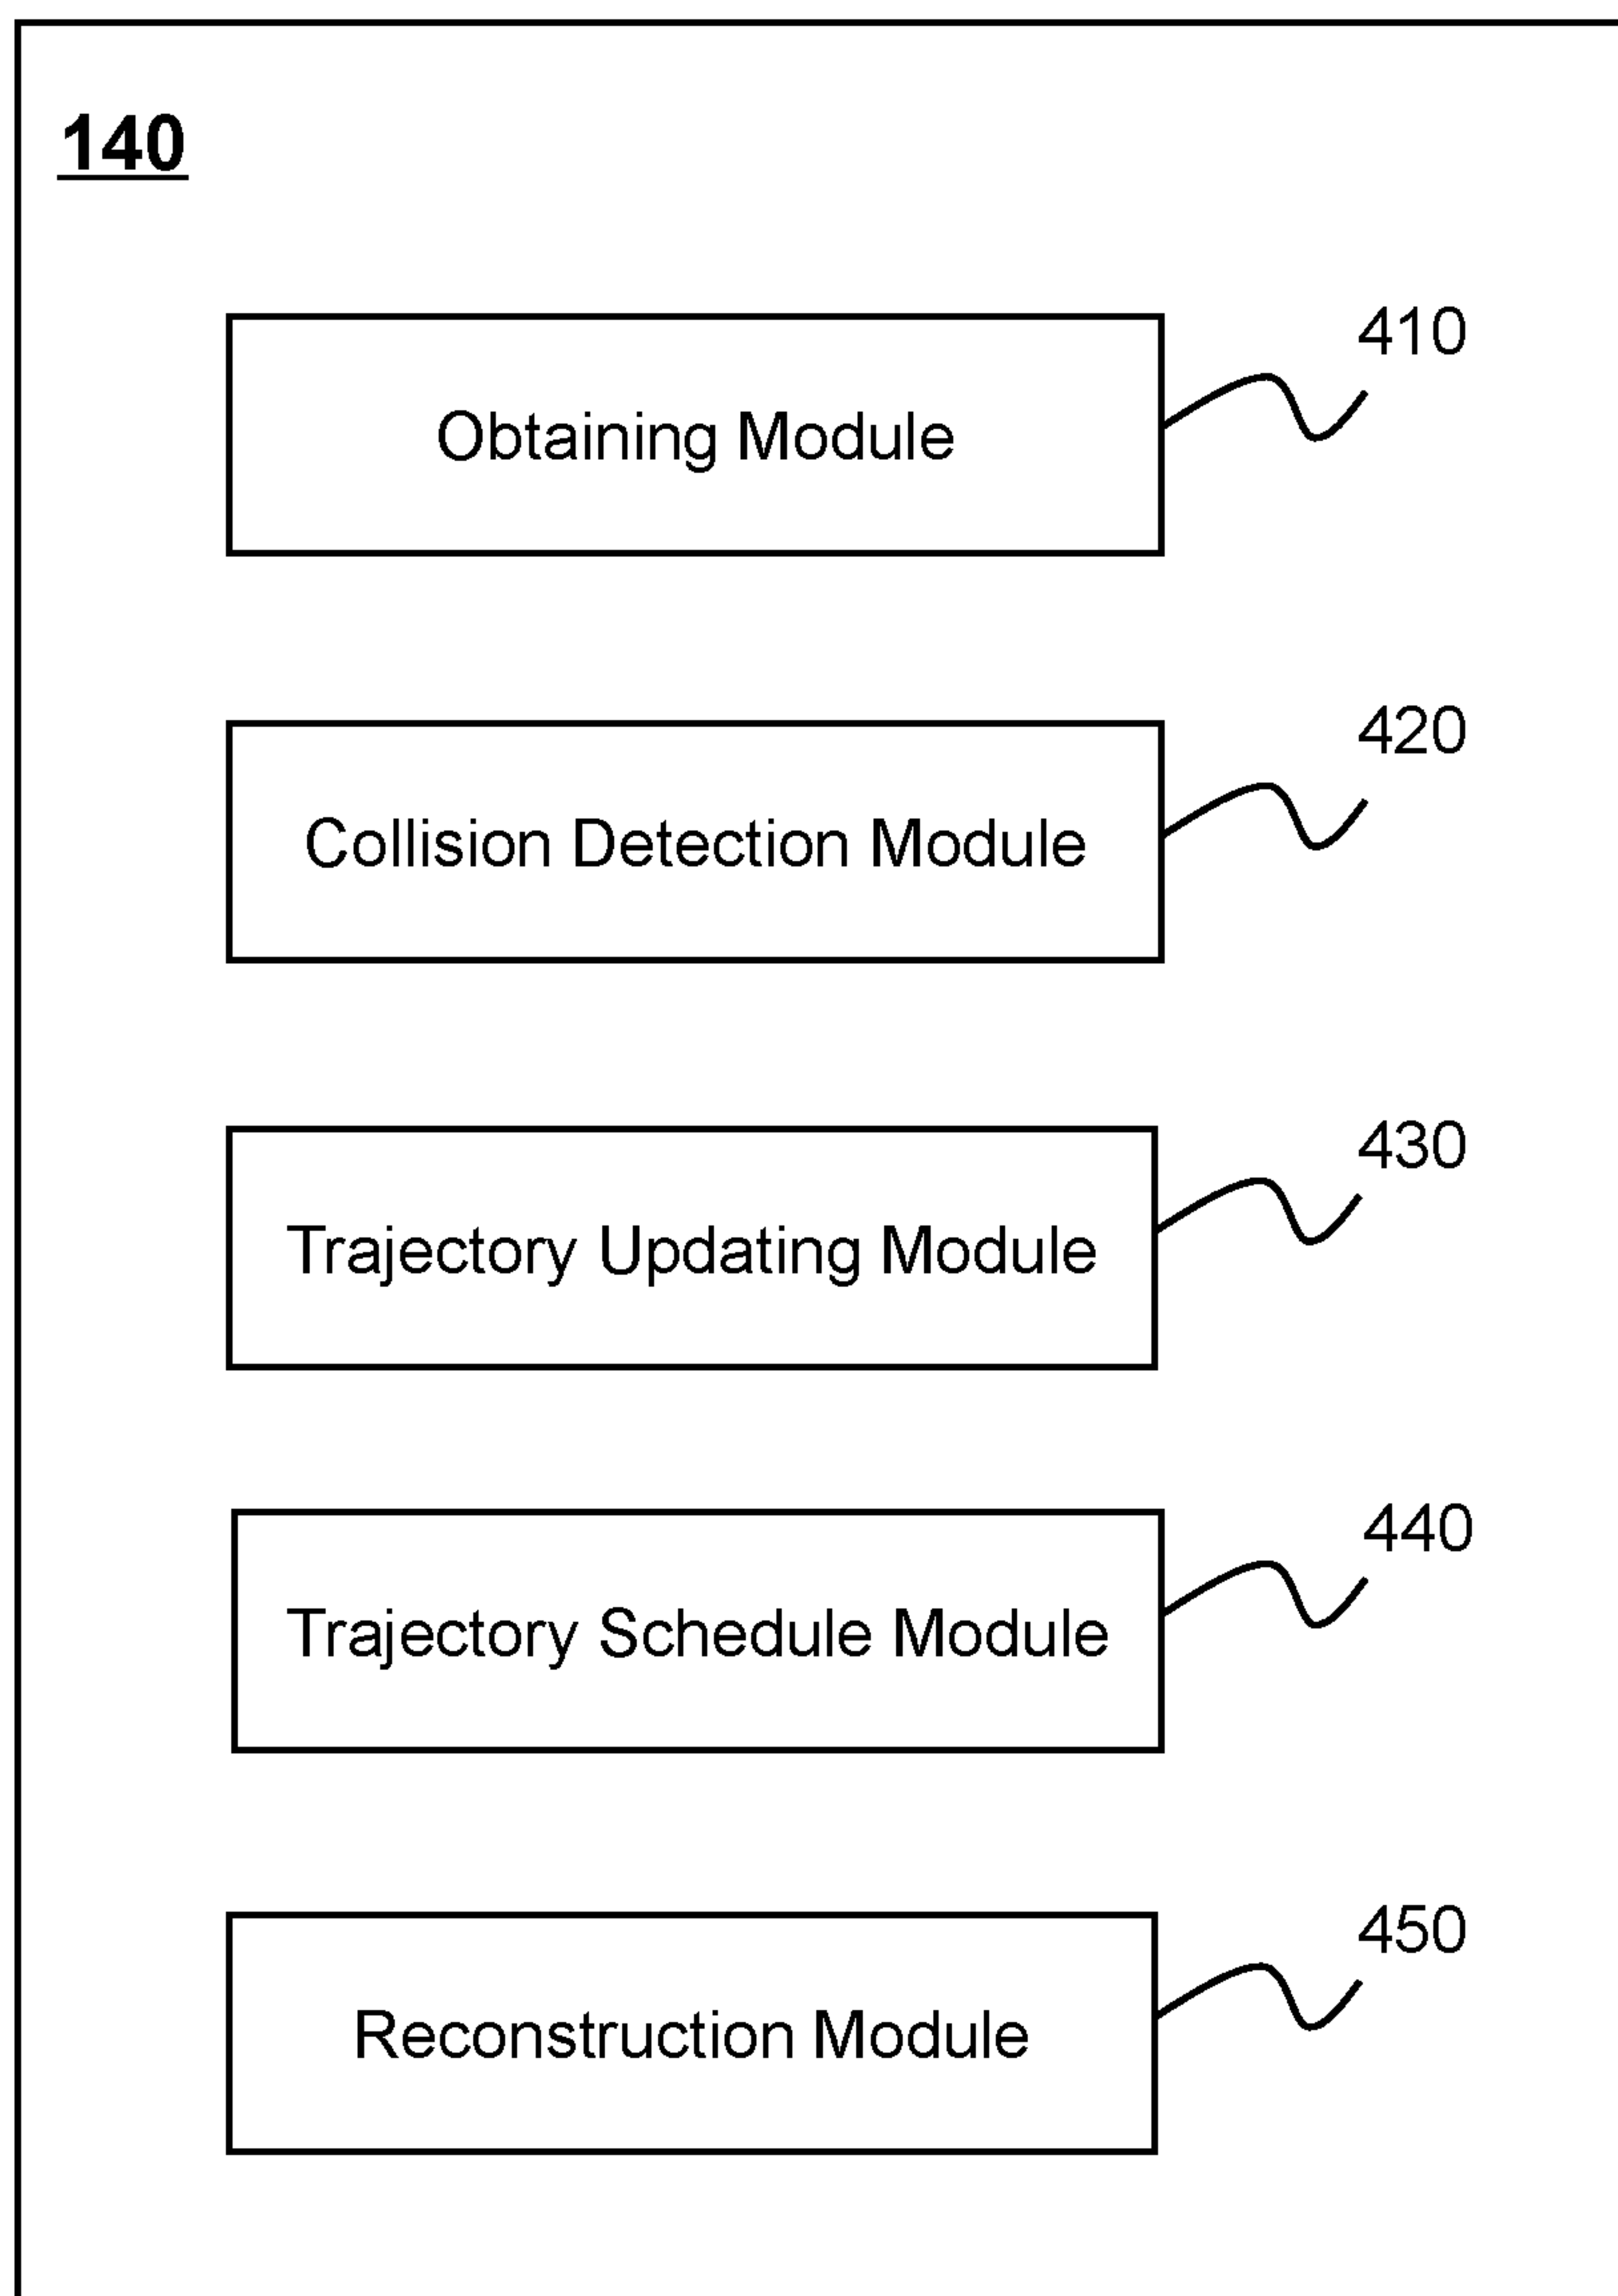 140
410
Obtaining Module
420
Collision Detection Module
430
Trajectory Updating Module
440
Trajectory Schedule Module
450
Reconstruction Module